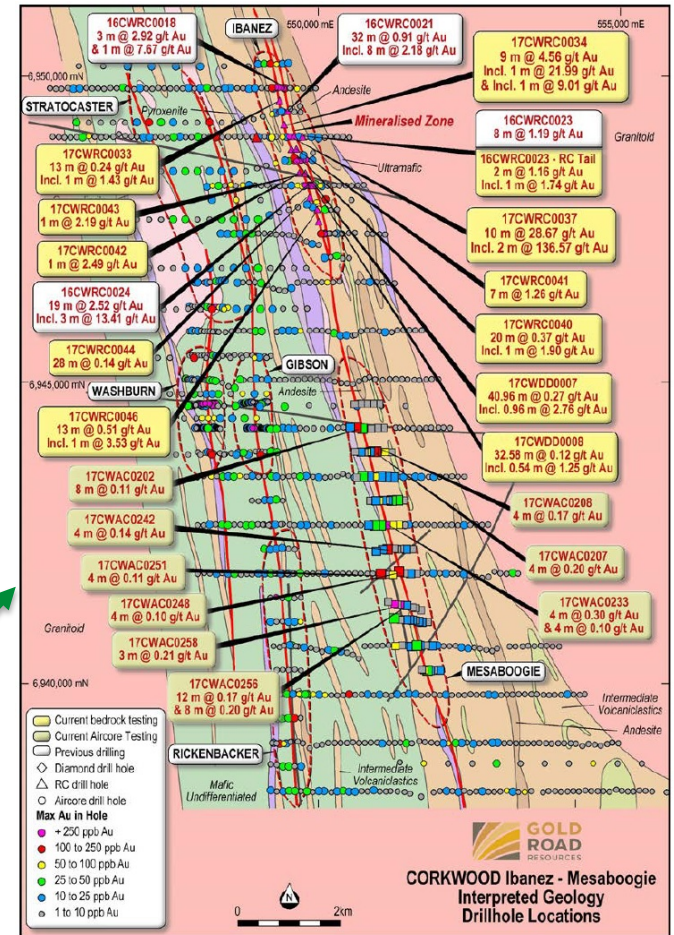 550,000 mE
555,000 mE
IBANEZ
16CWRC0018
3 m @ 2.92 g/t Au
& 1 m @ 7.67 g/t Au
16CWRC0021
32 m @ 0.91 g/t Au
Incl. 8 m @ 2.18 g/t Au
17CWRC0034
9 m @ 4.56 g/t Au
Incl. 1 m @ 21.99 g/t Au
& Incl. 1 m @ 9.01 g/t Au
6,950,000 mN
Andesite
STRATOCASTER
Pyroxenite
Mineralised Zone
16CWRC0023
8 m @ 1.19 g/t Au
Granitoid
16CWRC0023 - RC Tail
2 m @ 1.16 g/t Au
Incl. 1 m @ 1.74 g/t Au
17CWRC0033
13 m @ 0.24 g/t Au
Incl. 1 m @ 1.43 g/t Au
Ultramafic
17CWRC0043
1 m @ 2.19 g/t Au
17CWRC0037
10 m @ 28.67 g/t Au
Incl. 2 m @ 136.57 g/t Au
17CWRC0042
1 m @ 2.49 g/t Au
17CWRC0041
7 m @ 1.26 g/t Au
16CWRC0024
19 m @ 2.52 g/t Au
Incl. 3 m @ 13.41 g/t Au
17CWRC0040
20 m @ 0.37 g/t Au
Incl. 1 m @ 1.90 g/t Au
17CWRC0044
28 m @ 0.14 g/t Au
GIBSON
17CWDD0007
40.96 m @ 0.27 g/t Au
Incl. 0.96 m @ 2.76 g/t Au
6,945,000 mN
WASHBURN
Andesite
17CWRC0046
13 m @ 0.51 g/t Au
Incl. 1 m @ 3.53 g/t Au
17CWDD0008
32.58 m @ 0.12 g/t Au
Incl. 0.54 m @ 1.25 g/t Au
17CWAC0202
8 m @ 0.11 g/t Au
17CWAC0208
4 m @ 0.17 g/t Au
17CWAC0242
4 m @ 0.14 g/t Au
17CWAC0207
4 m @ 0.20 g/t Au
17CWAC0251
4 m @ 0.11 g/t Au
17CWAC0248
4 m @ 0.10 g/t Au
17CWAC0233
4 m @ 0.30 g/t Au
& 4 m @ 0.10 g/t Au
Granitoid
17CWAC0258
3 m @ 0.21 g/t Au
MESABOOGIE
17CWAC0256
12 m @ 0.17 g/t Au
& 8 m @ 0.20 g/t Au
6,940,000 mN
Intermediate
Volcaniclastics
Andesite
RICKENBACKER
Mafic
Undifferentiated
Intermediate
Volcaniclastics
Current bedrock testing
Current Aircore Testing
Previous drilling
Diamond drill hole
RC drill hole
Aircore drill hole
Max Au in Hole
+ 250 ppb Au
100 to 250 ppb Au
50 to 100 ppb Au
25 to 50 ppb Au
10 to 25 ppb Au
1 to 10 ppb Au
N
0 2km
GOLD
ROAD
RESOURCES
CORKWOOD Ibanez - Mesaboogie
Interpreted Geology
Drillhole Locations